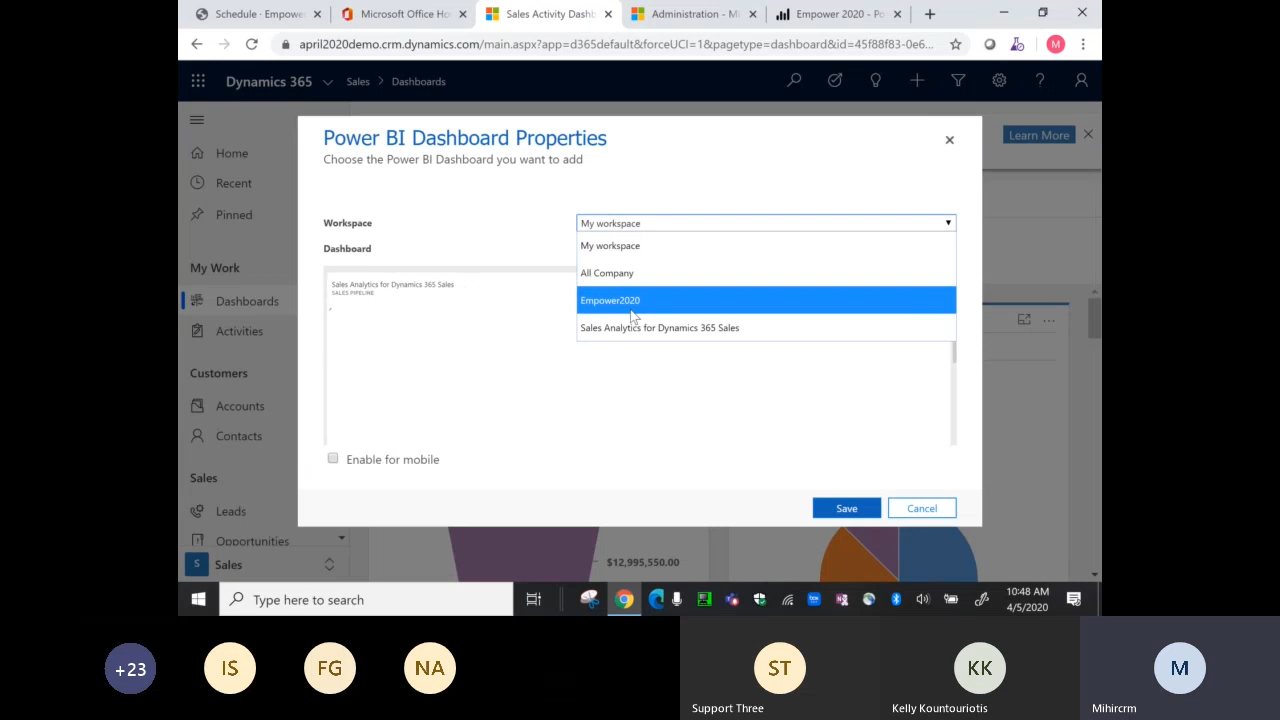 Schedule - Empowe
Microsoft Office Ho
Sales Activity Dashb
Administration - M
Empower 2020 - Po
april2020demo.crm.dynamics.com/main.aspx?app=d365default&forceUCI=1&pagetype=dashboard&id=45f88f83-0e6...
M
Dynamics 365
Sales > Dashboards
Learn More
Home
Recent
Pinned
My Work
Dashboards
Activities
Customers
Accounts
Contacts
Sales
Leads
Opportunities
S
Sales
Power BI Dashboard Properties
Choose the Power BI Dashboard you want to add
Workspace
My workspace
My workspace
All Company
Empower2020
Sales Analytics for Dynamics 365 Sales
Dashboard
Sales Analytics for Dynamics 365 Sales
SALES PIPELINE
Enable for mobile
Save
Cancel
$12,995,550.00
Type here to search
10:48 AM
4/5/2020
+23
IS
FG
NA
ST
KK
M
Support Three
Kelly Kountouriotis
Mihircrm